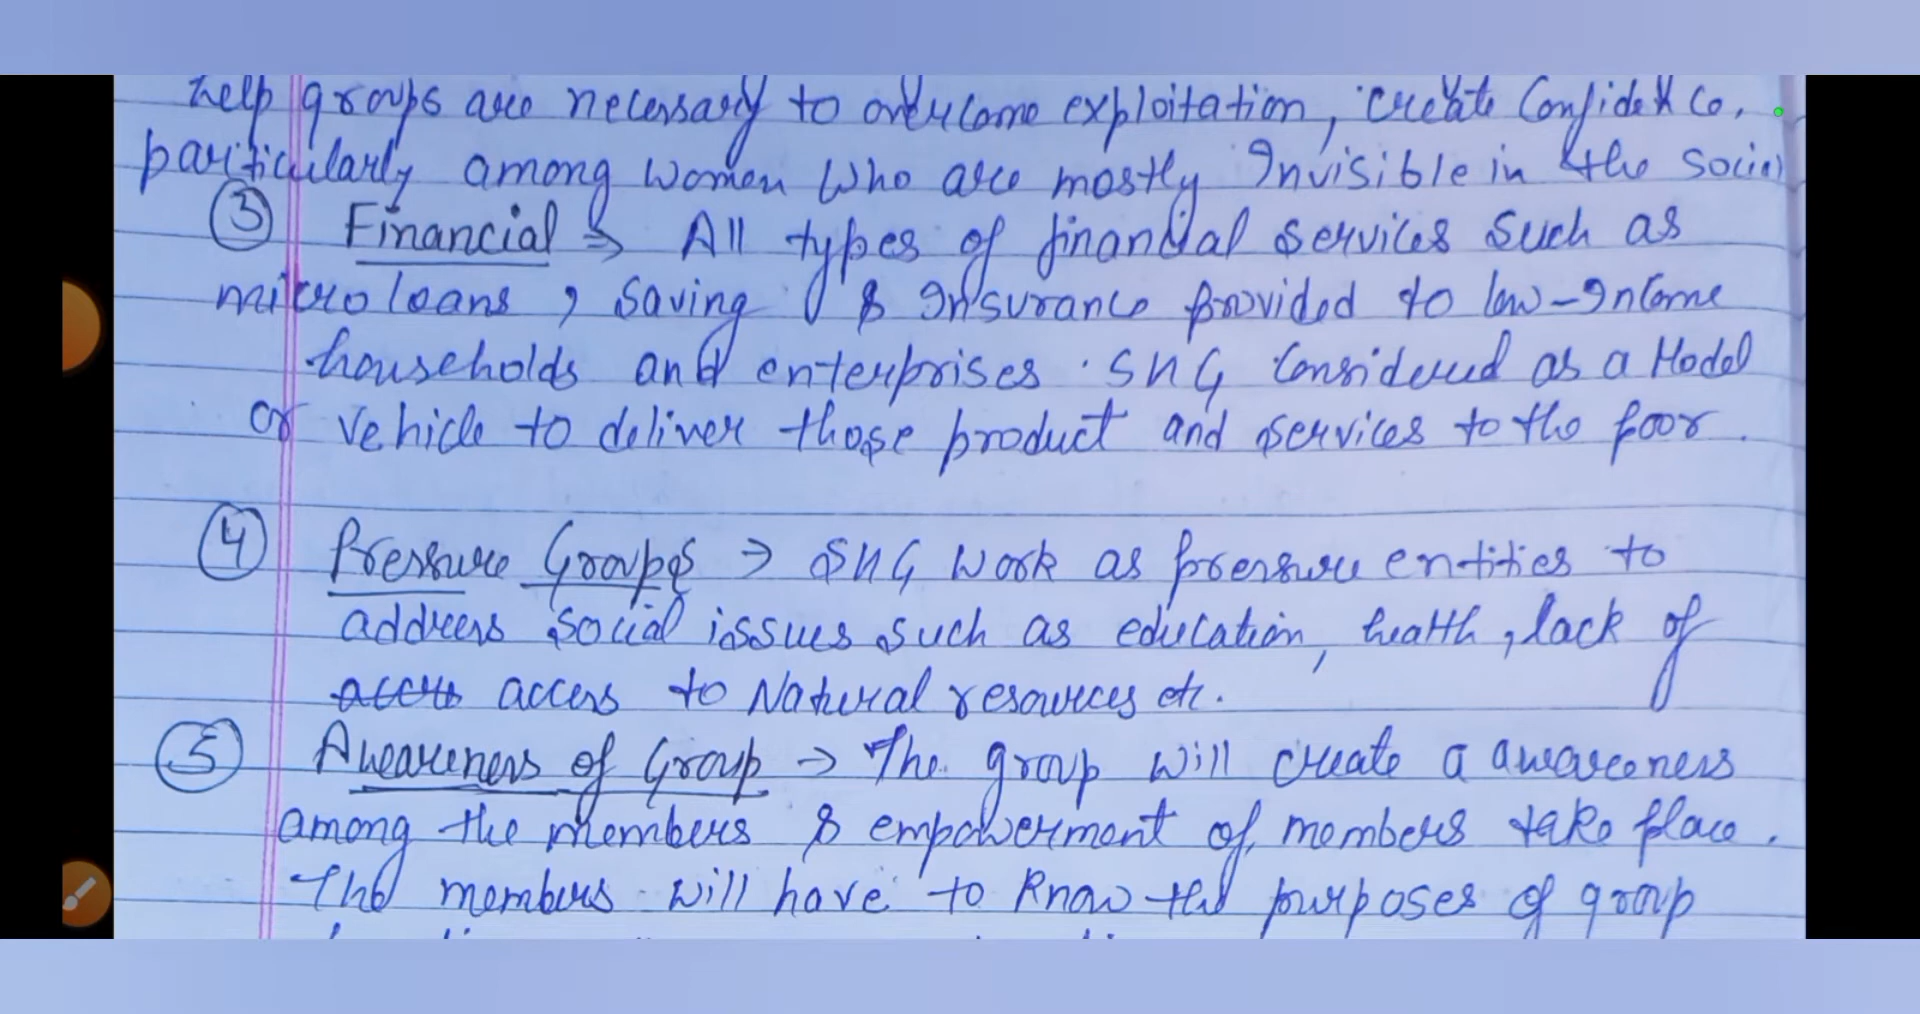 help groups are necessary to overcome exploitation, create Confidence.
particularly among women who are mostly Invisible in the social
③ Financial → All types of financial services such as
micro loans, saving & Insurance provided to low-Income
households and enterprises. SHG Considered as a Model
or vehicle to deliver those product and services to the poor.
④ Pressure Groups → SHG work as pressure entities to
address social issues such as education, health, lack of
access to Natural resources etc.
⑤ Awareness of Group → The group will create a awareness
among the members & empowerment of members take place.
The members will have to know the purposes of group